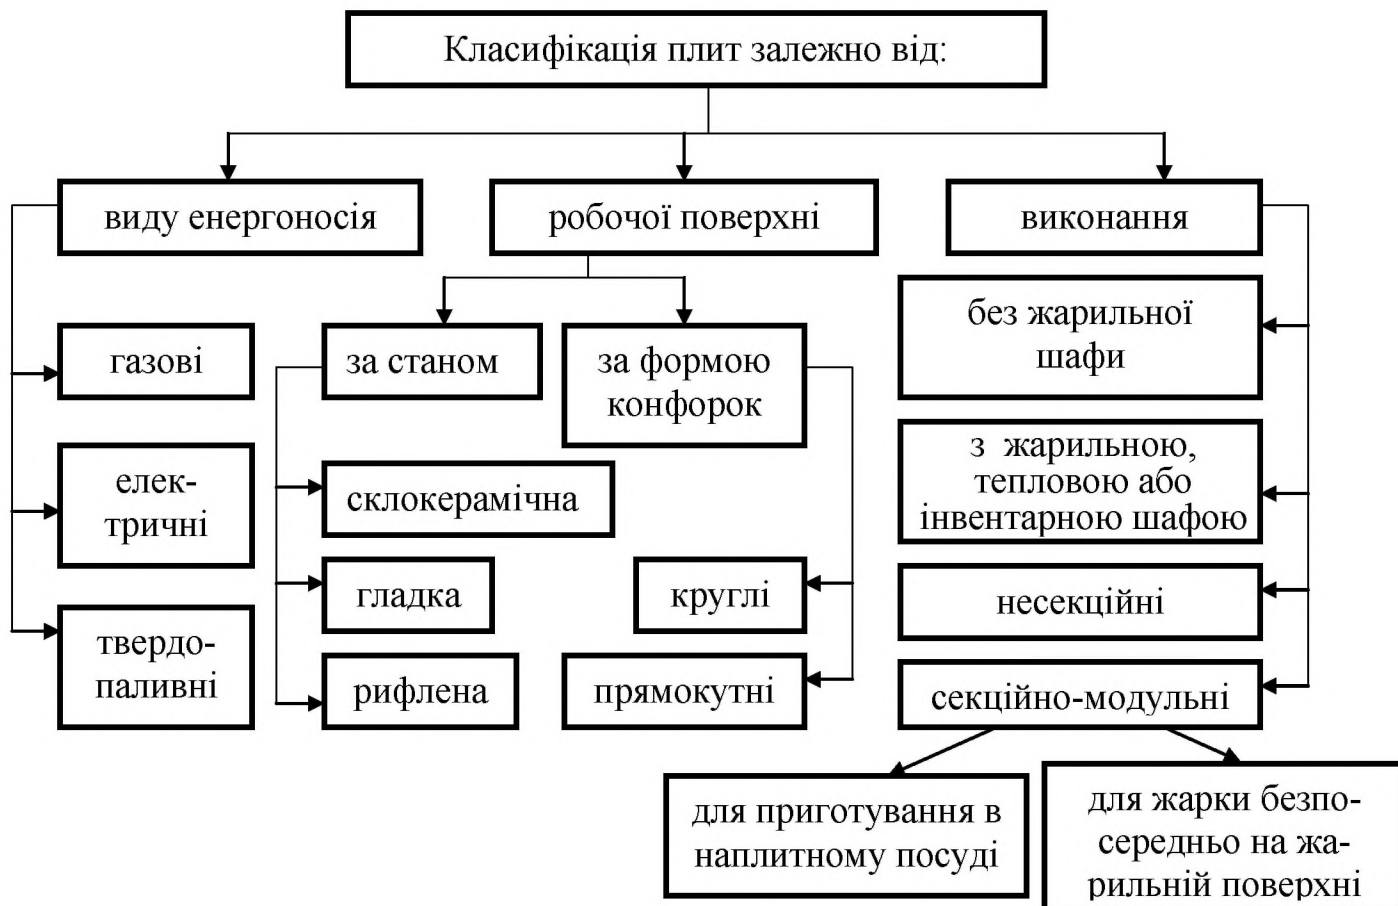 Класифікація плит залежно від:
виду енергоносія
робочої поверхні
виконання
газові
елек-
тричні
твердо-
паливні
за станом
за формою
конфорок
склокерамічна
гладка
рифлена
круглі
прямокутні
без жарильної
шафи
з жарильною,
тепловою або
інвентарною шафою
несекційні
секційно-модульні
для приготування в
наплитному посуді
для жарки безпо-
середньо на жа-
рильній поверхні